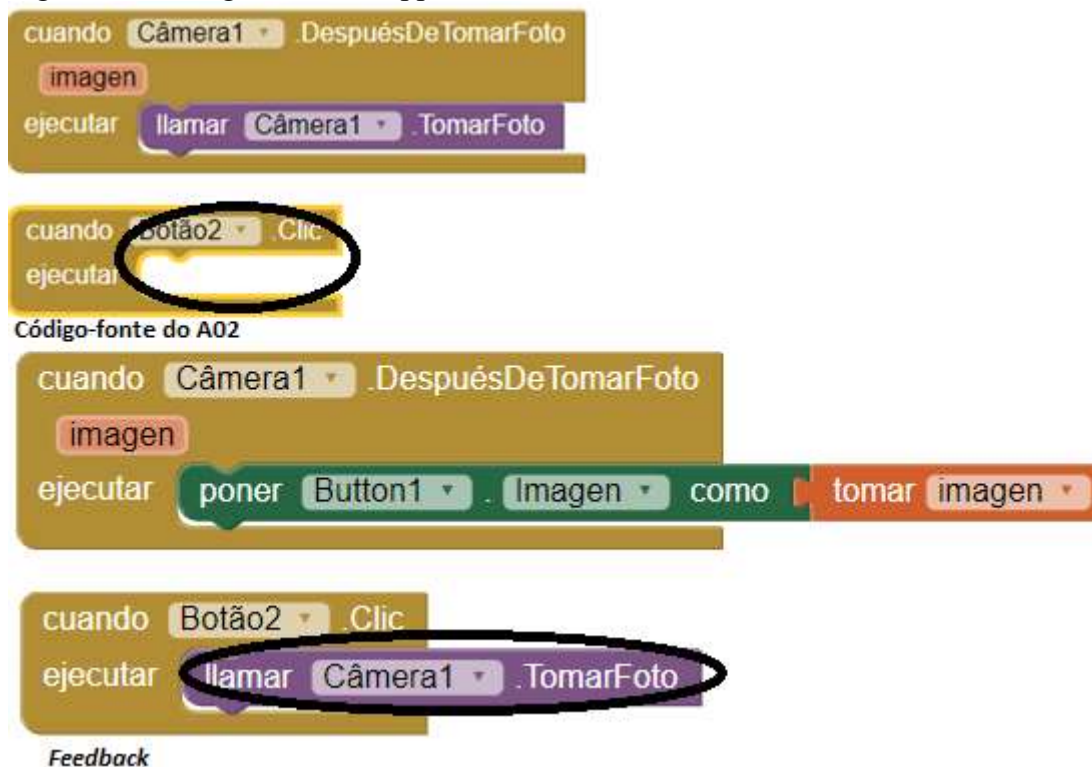 cuando Câmera1 .DespuésDeTomarFoto
imagen
ejecutar llamar Câmera1 .TomarFoto
cuando Botão2 .Clic
ejecutar
Código-fonte do A02
cuando Câmera1 .DespuésDeTomarFoto
imagen
ejecutar poner Button1 . Imagen como tomar imagen
cuando Botão2 .Clic
ejecutar llamar Câmera1 .TomarFoto
Feedback